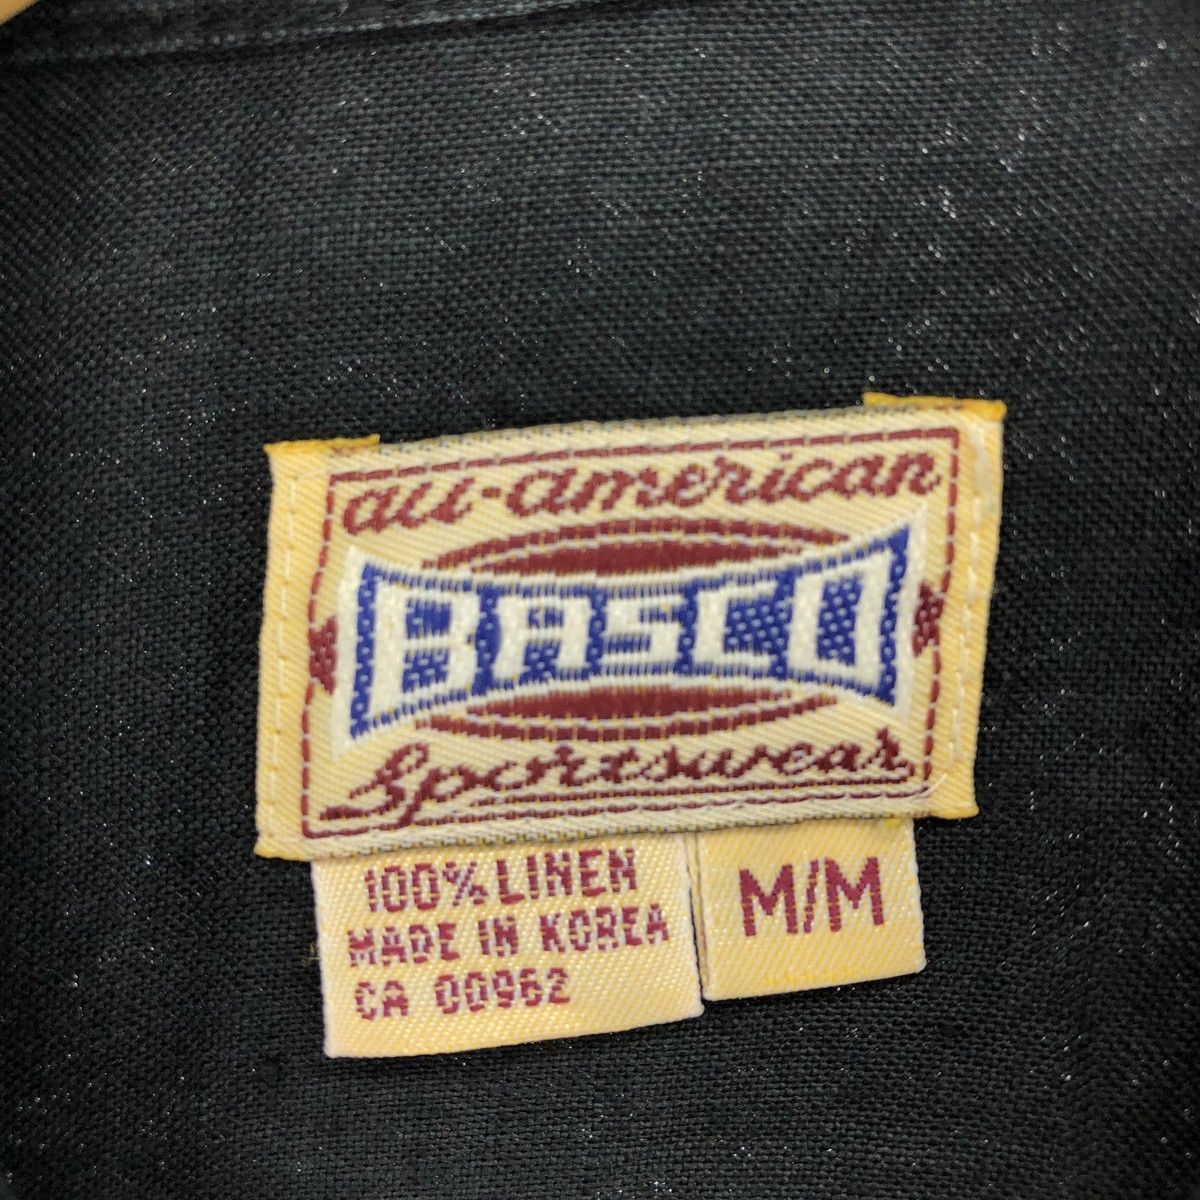 all-american
BASCO
Sportswear
100% LINEN
MADE IN KOREA
CA 00962
M/M